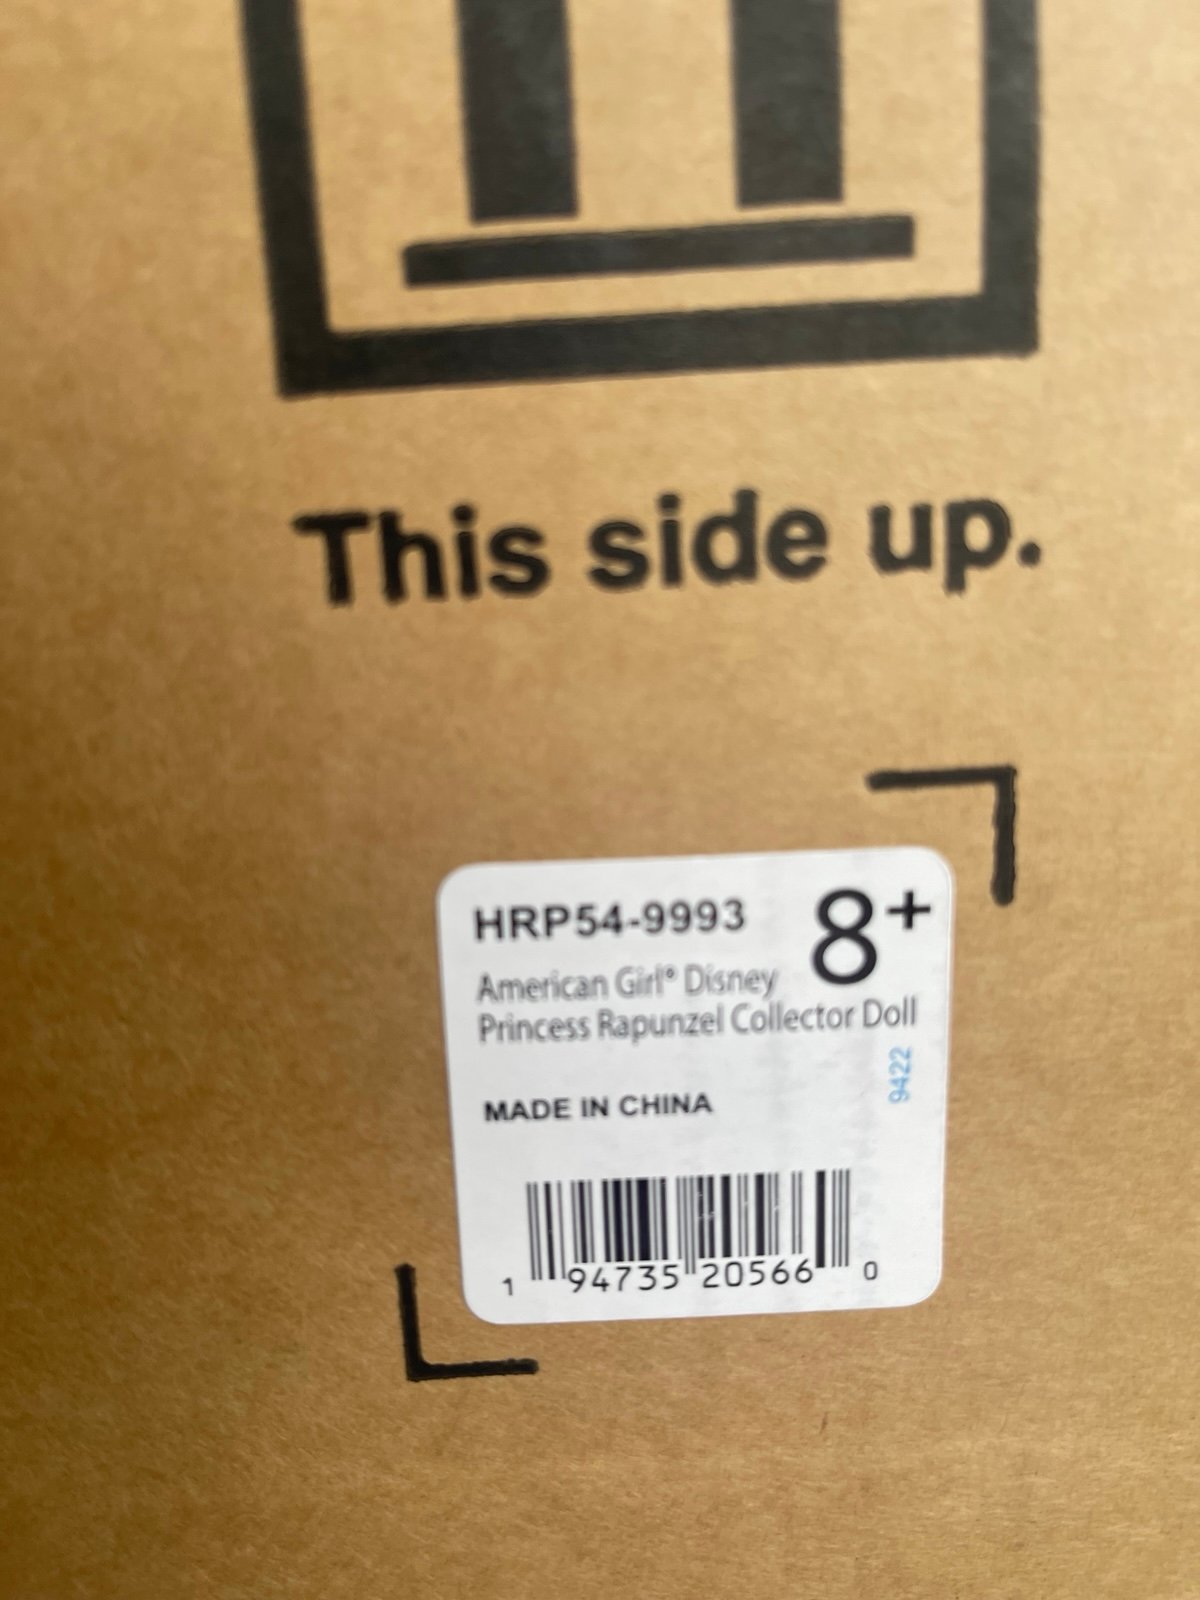 This side up.
HRP54-9993
8+
American Girl® Disney
Princess Rapunzel Collector Doll
9422
MADE IN CHINA
1 94735 20566 0